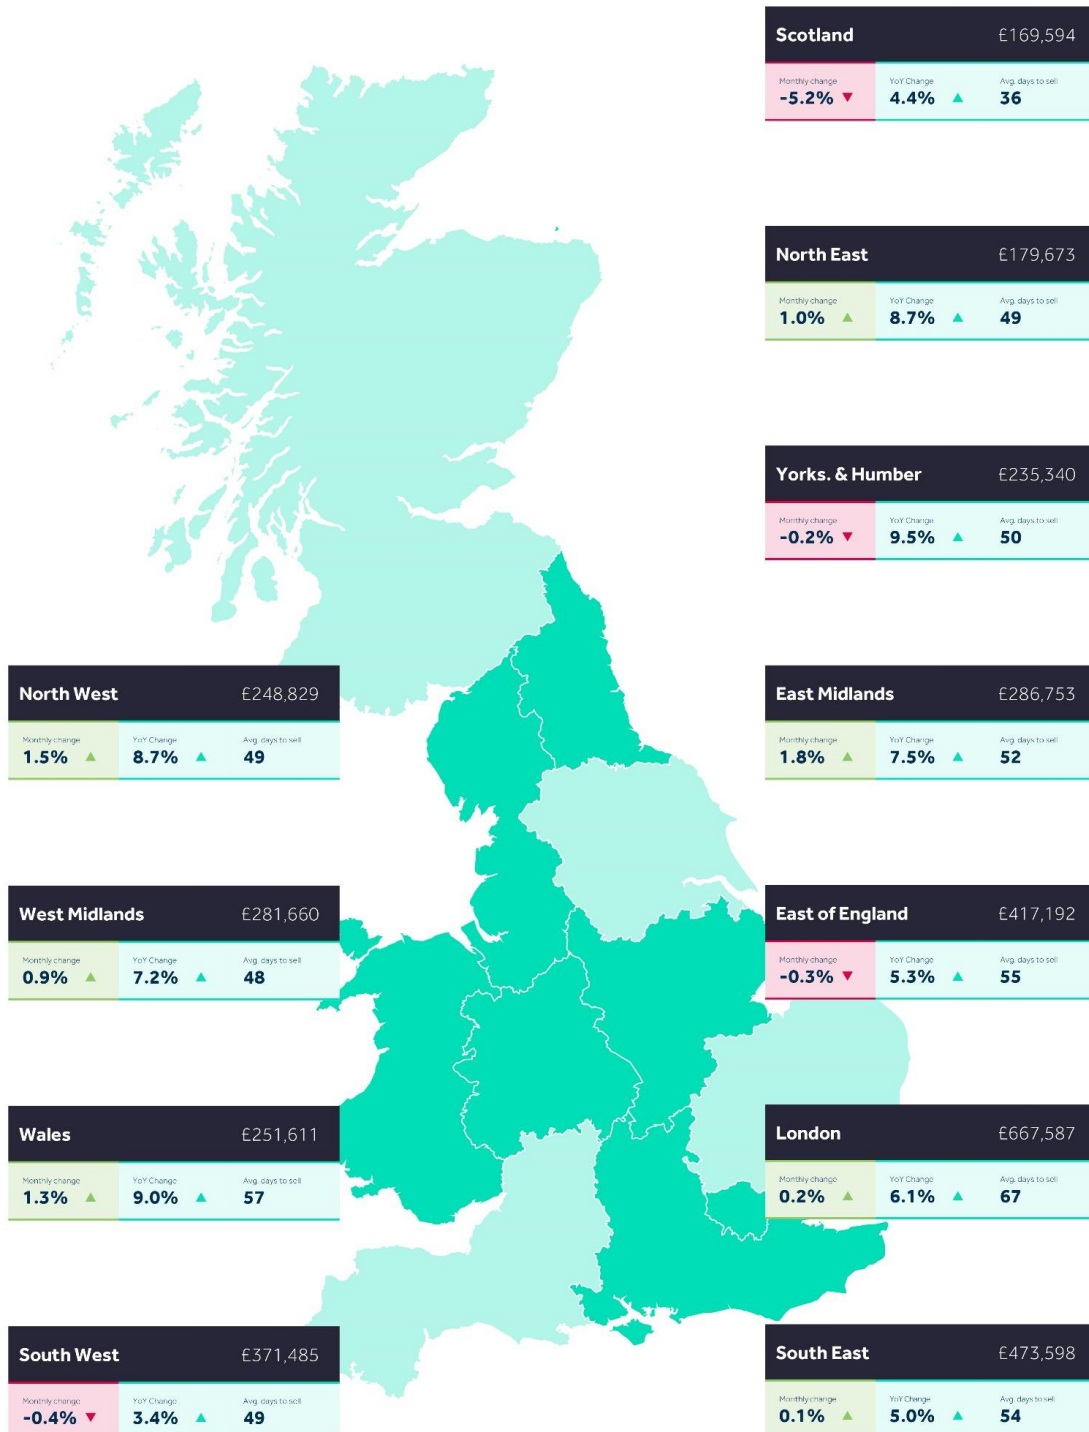 Scotland £169,594
Monthly change YoY Change Avg. days to sell
-5.2% ▼ 4.4% ▲ 36
North East £179,673
Monthly change YoY Change Avg. days to sell
1.0% ▲ 8.7% ▲ 49
Yorks. & Humber £235,340
Monthly change YoY Change Avg. days to sell
-0.2% ▼ 9.5% ▲ 50
North West £248,829
Monthly change YoY Change Avg. days to sell
1.5% ▲ 8.7% ▲ 49
East Midlands £286,753
Monthly change YoY Change Avg. days to sell
1.8% ▲ 7.5% ▲ 52
West Midlands £281,660
Monthly change YoY Change Avg. days to sell
0.9% ▲ 7.2% ▲ 48
East of England £417,192
Monthly change YoY Change Avg. days to sell
-0.3% ▼ 5.3% ▲ 55
Wales £251,611
Monthly change YoY Change Avg. days to sell
1.3% ▲ 9.0% ▲ 57
London £667,587
Monthly change YoY Change Avg. days to sell
0.2% ▲ 6.1% ▲ 67
South West £371,485
Monthly change YoY Change Avg. days to sell
-0.4% ▼ 3.4% ▲ 49
South East £473,598
Monthly change YoY Change Avg. days to sell
0.1% ▲ 5.0% ▲ 54